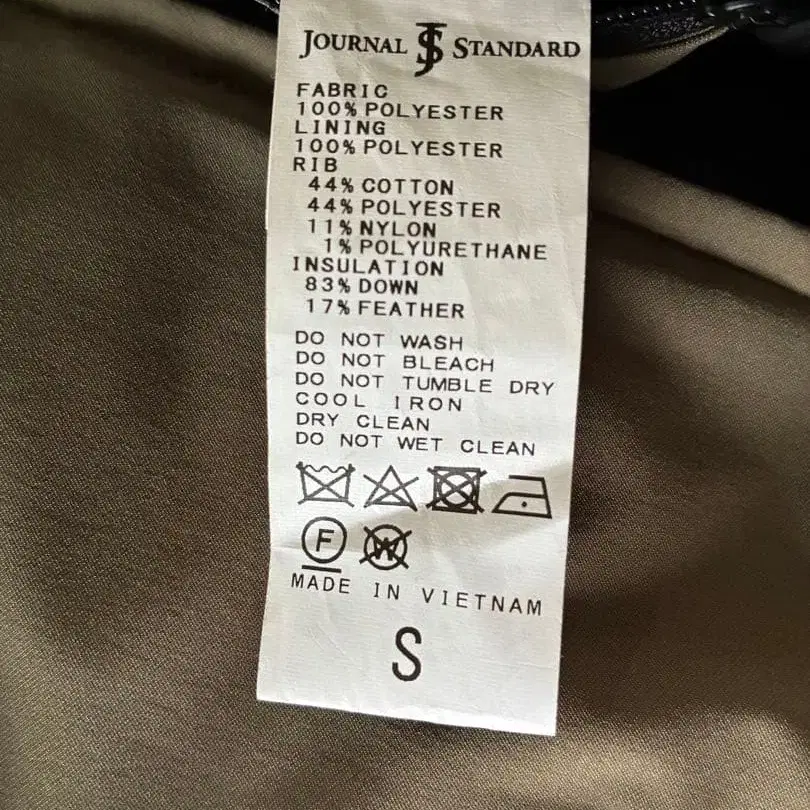 JOURNAL JS STANDARD
FABRIC
100% POLYESTER
LINING
100% POLYESTER
RIB
44% COTTON
44% POLYESTER
11% NYLON
1% POLYURETHANE
INSULATION
83% DOWN
17% FEATHER
DO NOT WASH
DO NOT BLEACH
DO NOT TUMBLE DRY
COOL IRON
DRY CLEAN
DO NOT WET CLEAN
F W
MADE IN VIETNAM
S